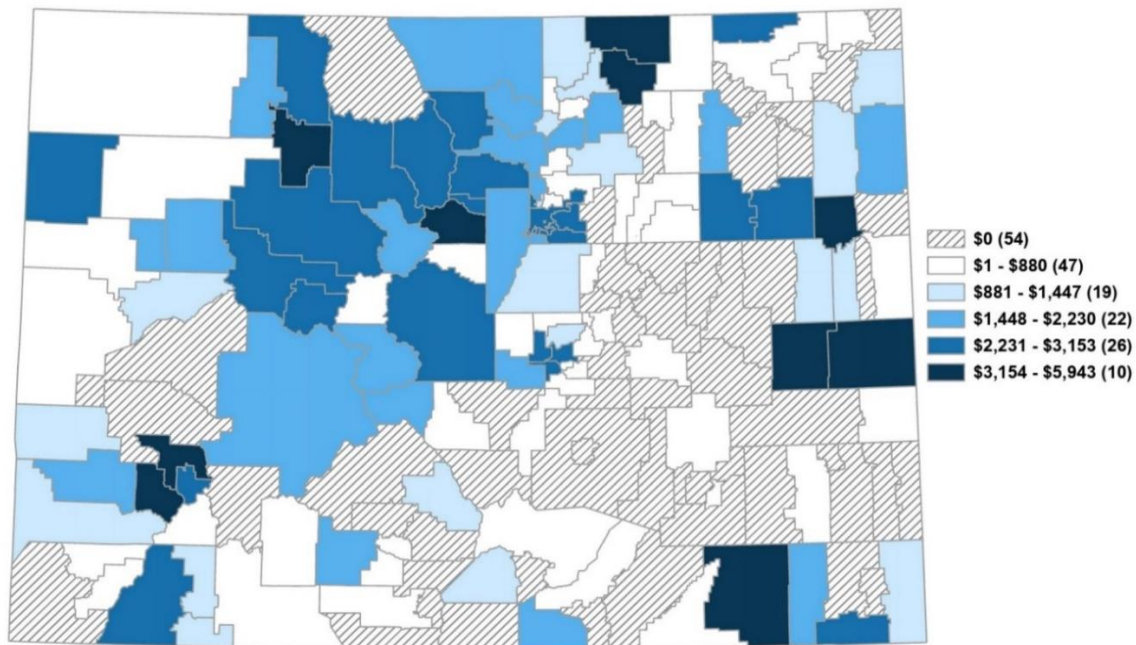 $0 (54)
$1 - $880 (47)
$881 - $1,447 (19)
$1,448 - $2,230 (22)
$2,231 - $3,153 (26)
$3,154 - $5,943 (10)